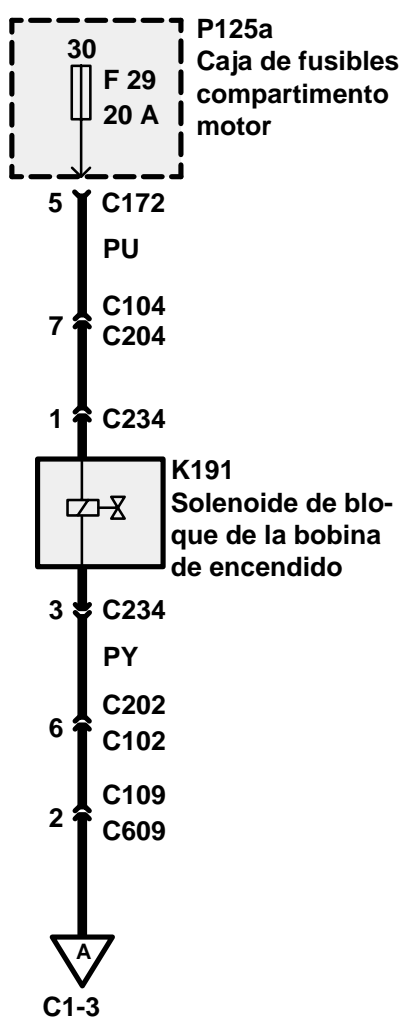 P125a
Caja de fusibles
compartimento
motor
30
F 29
20 A
5 C172
PU
C104
7
C204
1 C234
K191
Solenoide de blo-
que de la bobina
de encendido
3 C234
PY
C202
6
C102
C109
2
C609
A
C1-3